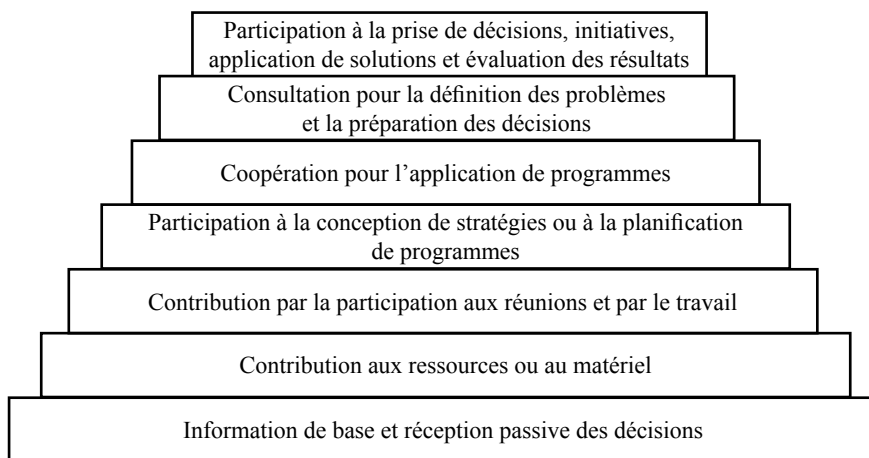 Participation à la prise de décisions, initiatives,
application de solutions et évaluation des résultats
Consultation pour la définition des problèmes
et la préparation des décisions
Coopération pour l’application de programmes
Participation à la conception de stratégies ou à la planification
de programmes
Contribution par la participation aux réunions et par le travail
Contribution aux ressources ou au matériel
Information de base et réception passive des décisions